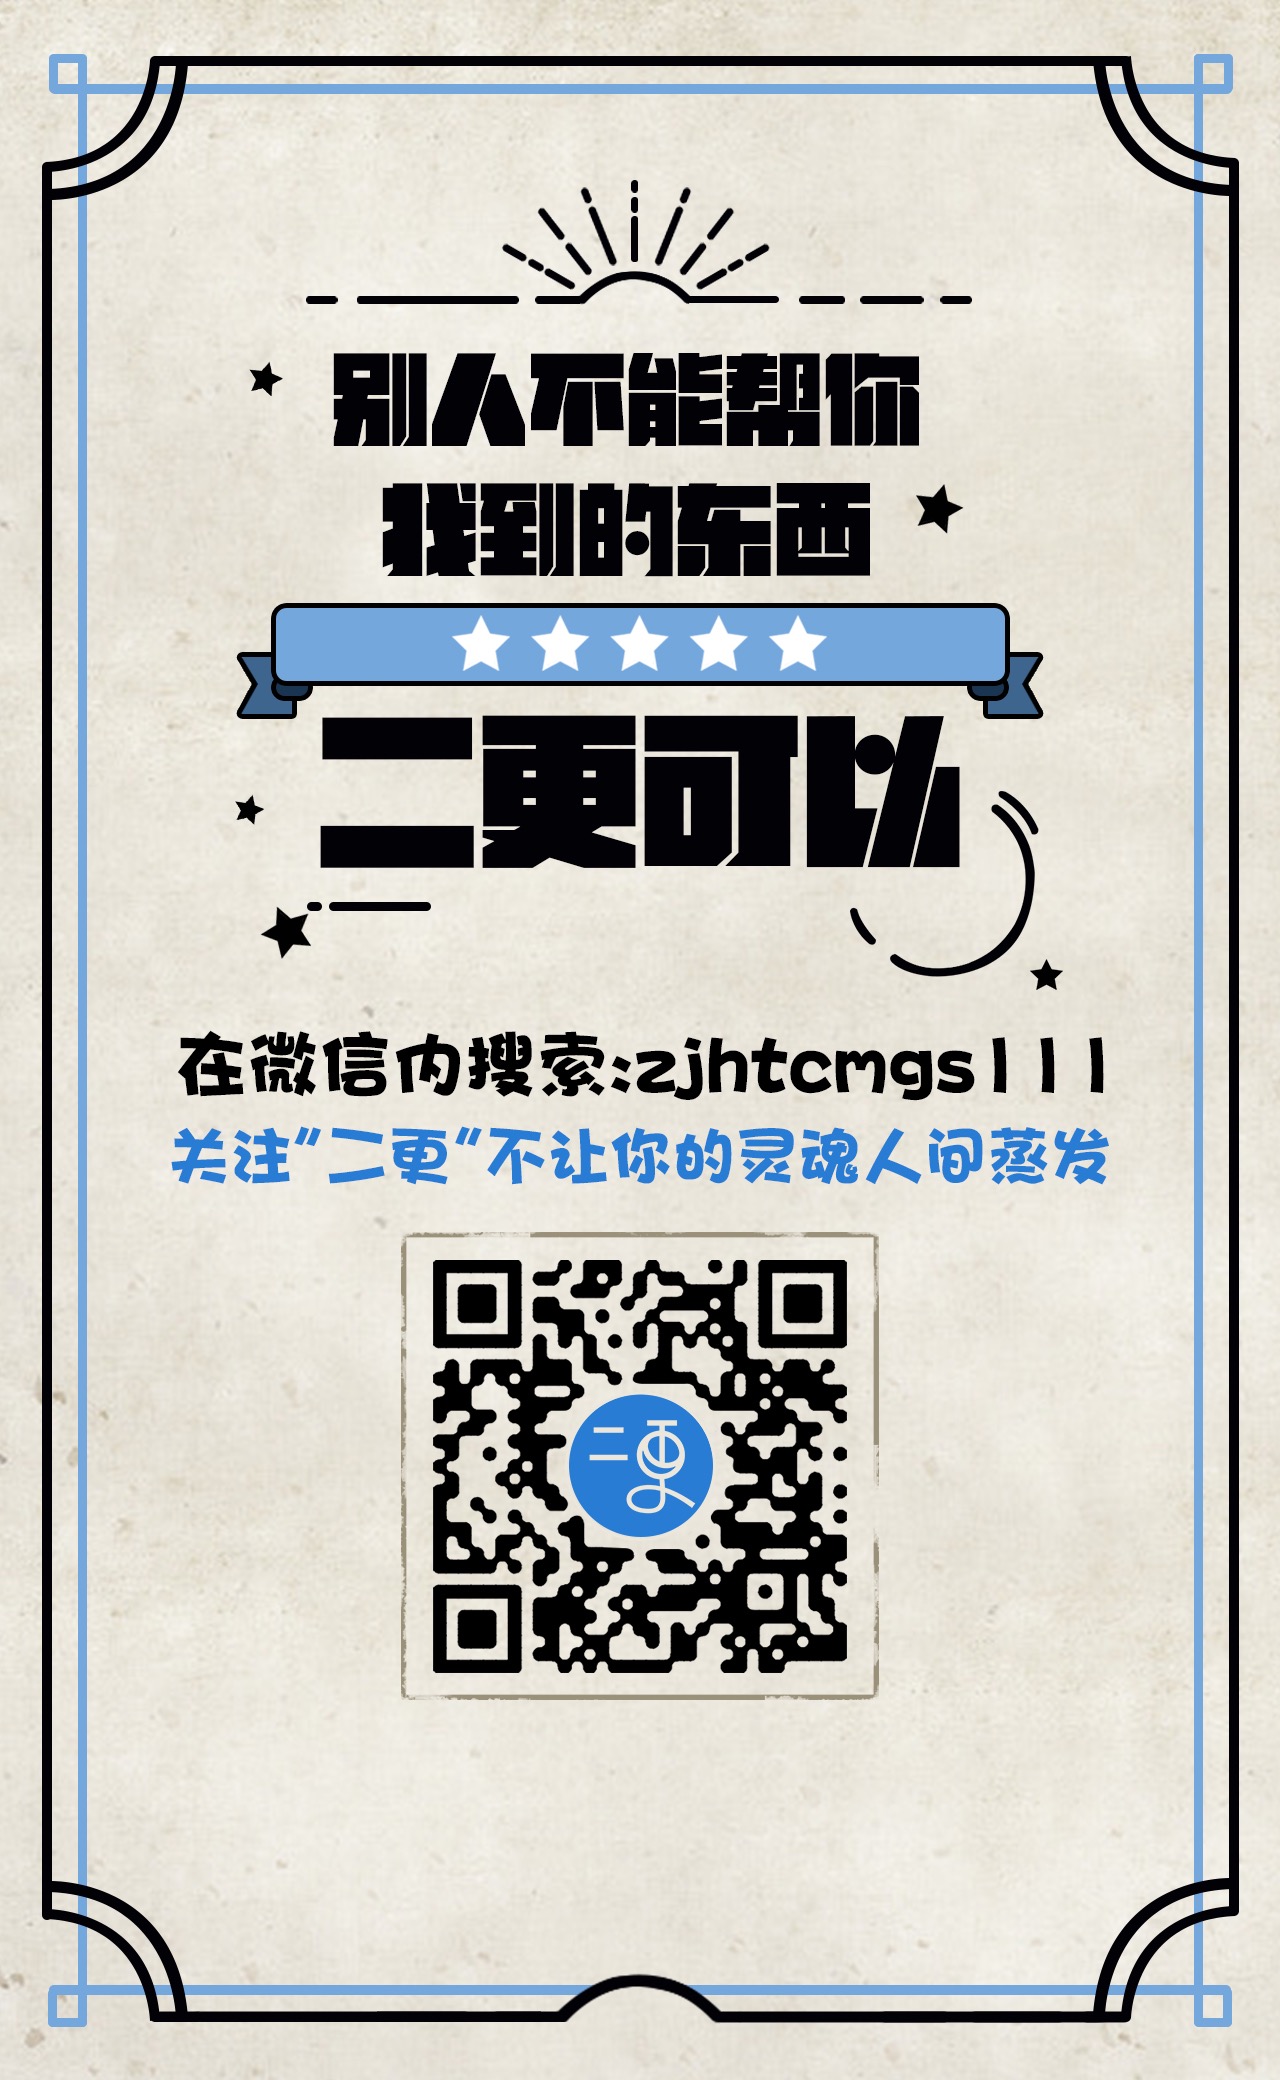 别人不能帮你
找到的东西
二更可以
在微信内搜索:zjhtcmgs111
关注"二更"不让你的灵魂人间蒸发
二更